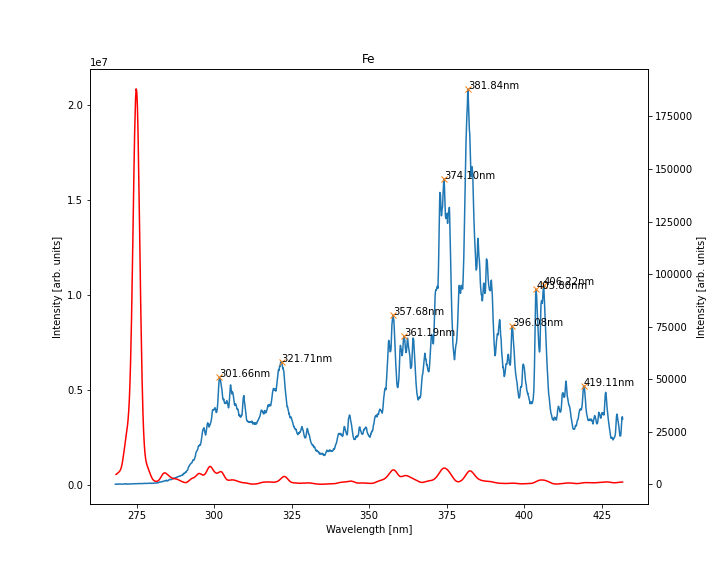 Fe
1e7
381.84nm
2.0
175000
374.10nm
150000
1.5
125000
406.22nm
403.80nm
100000
1.0
357.68nm
396.08nm
361.19nm
75000
321.71nm
301.66nm
419.11nm
50000
0.5
25000
0.0
0
275
300
325
350
375
400
425
Wavelength [nm]
Intensity [arb. units]
Intensity [arb. units]